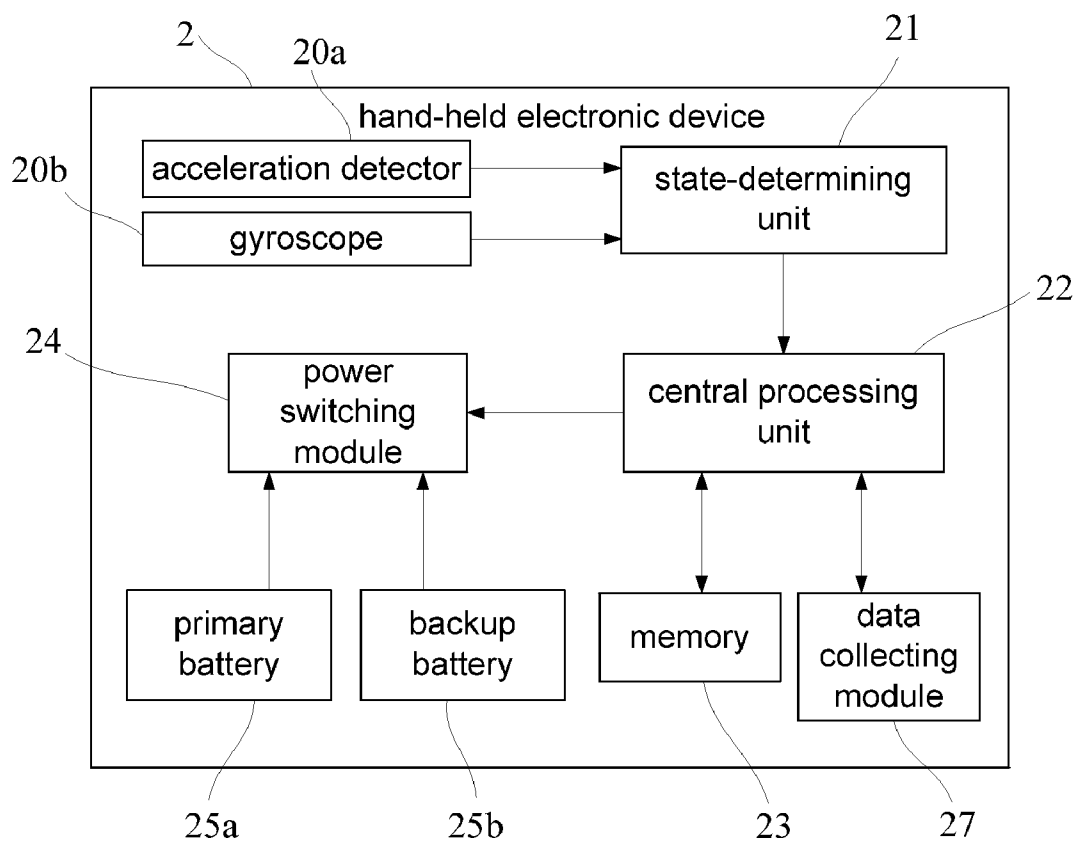 2
20a
21
hand-held electronic device
20b
acceleration detector
state-determining
unit
gyroscope
22
24
power
switching
module
central processing
unit
primary
battery
backup
battery
memory
data
collecting
module
25a
25b
23
27